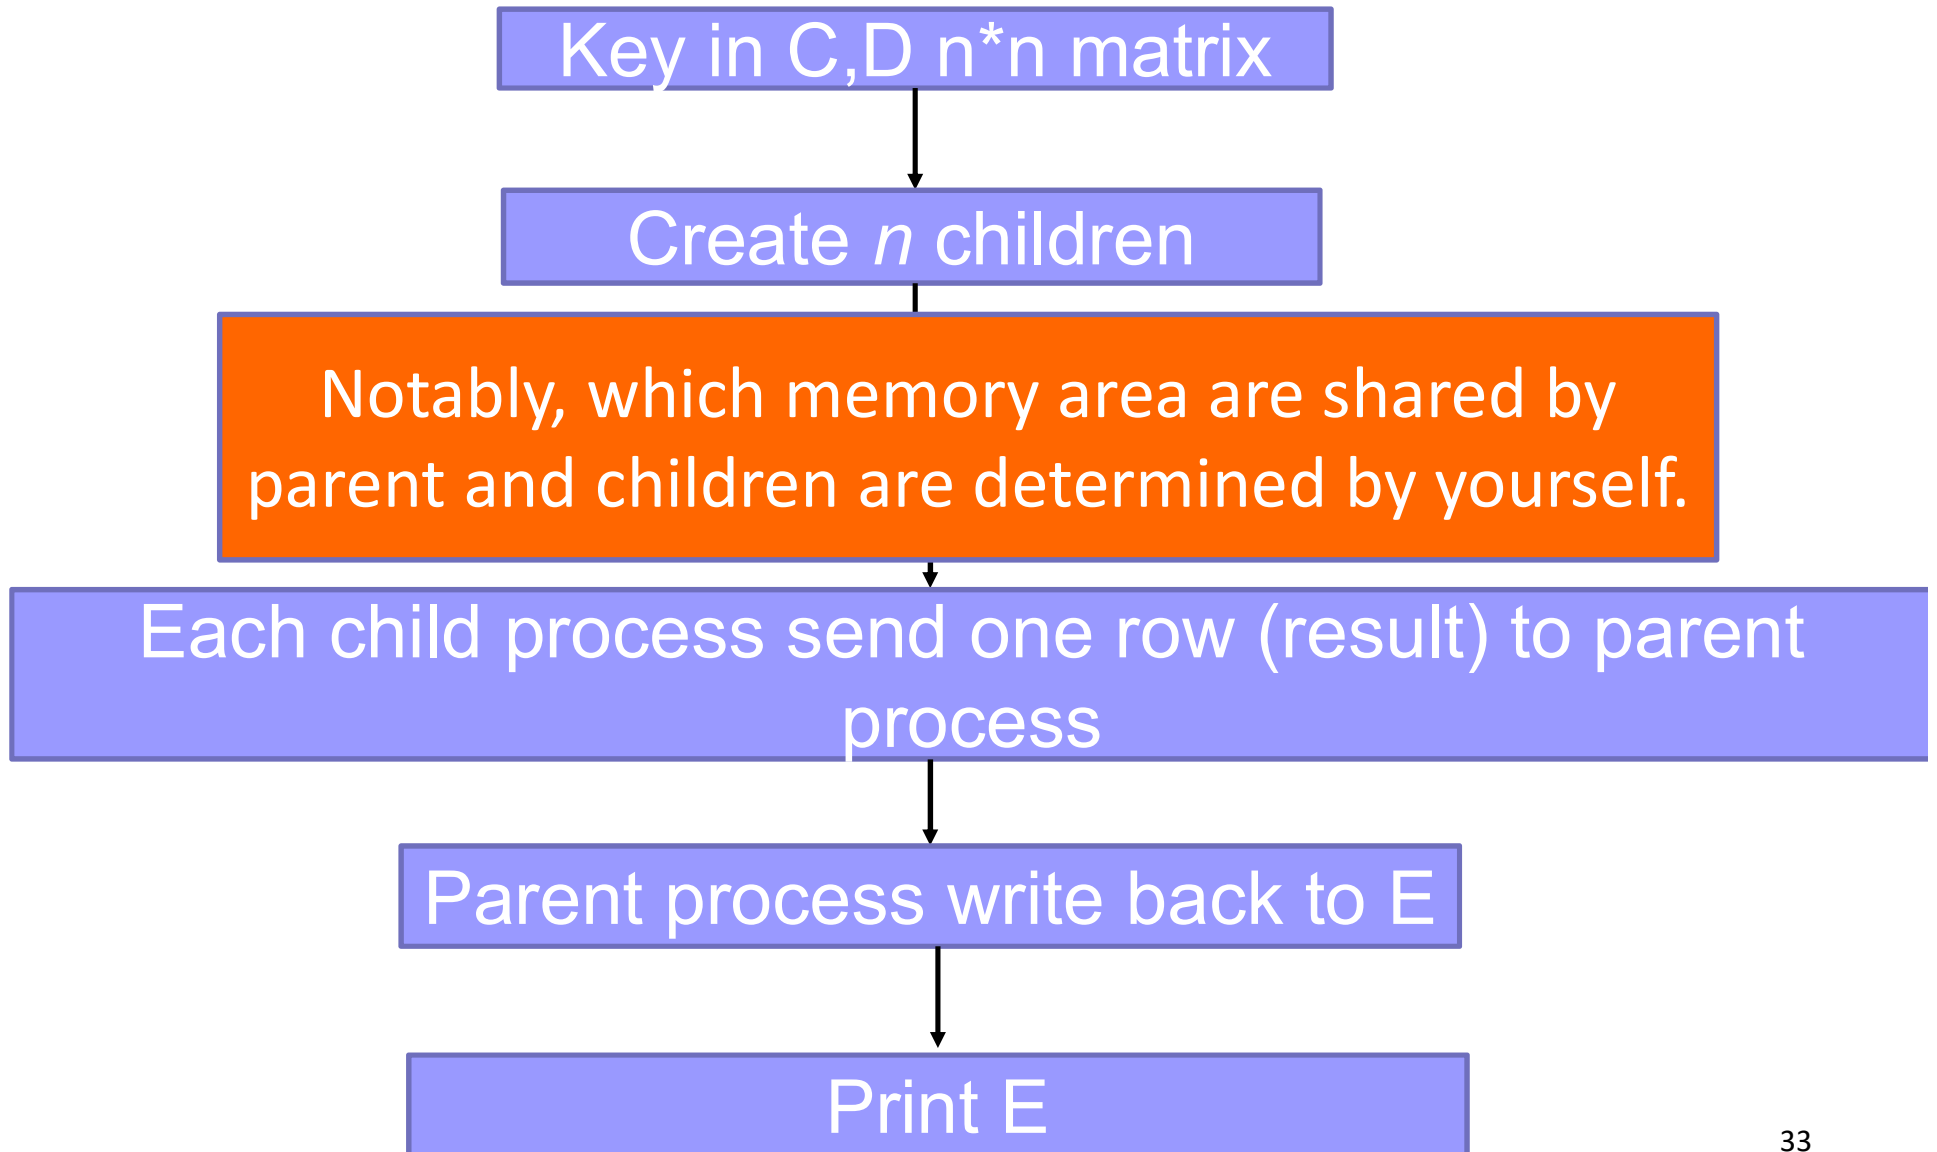 Key in C,D n*n matrix
Create n children
Notably, which memory area are shared by
parent and children are determined by yourself.
Each child process send one row (result) to parent
process
Parent process write back to E
Print E
33